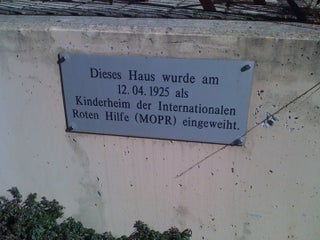 Dieses Haus wurde am
12.04.1925 als
Kinderheim der Internationalen
Roten Hilfe (MOPR) eingeweiht.